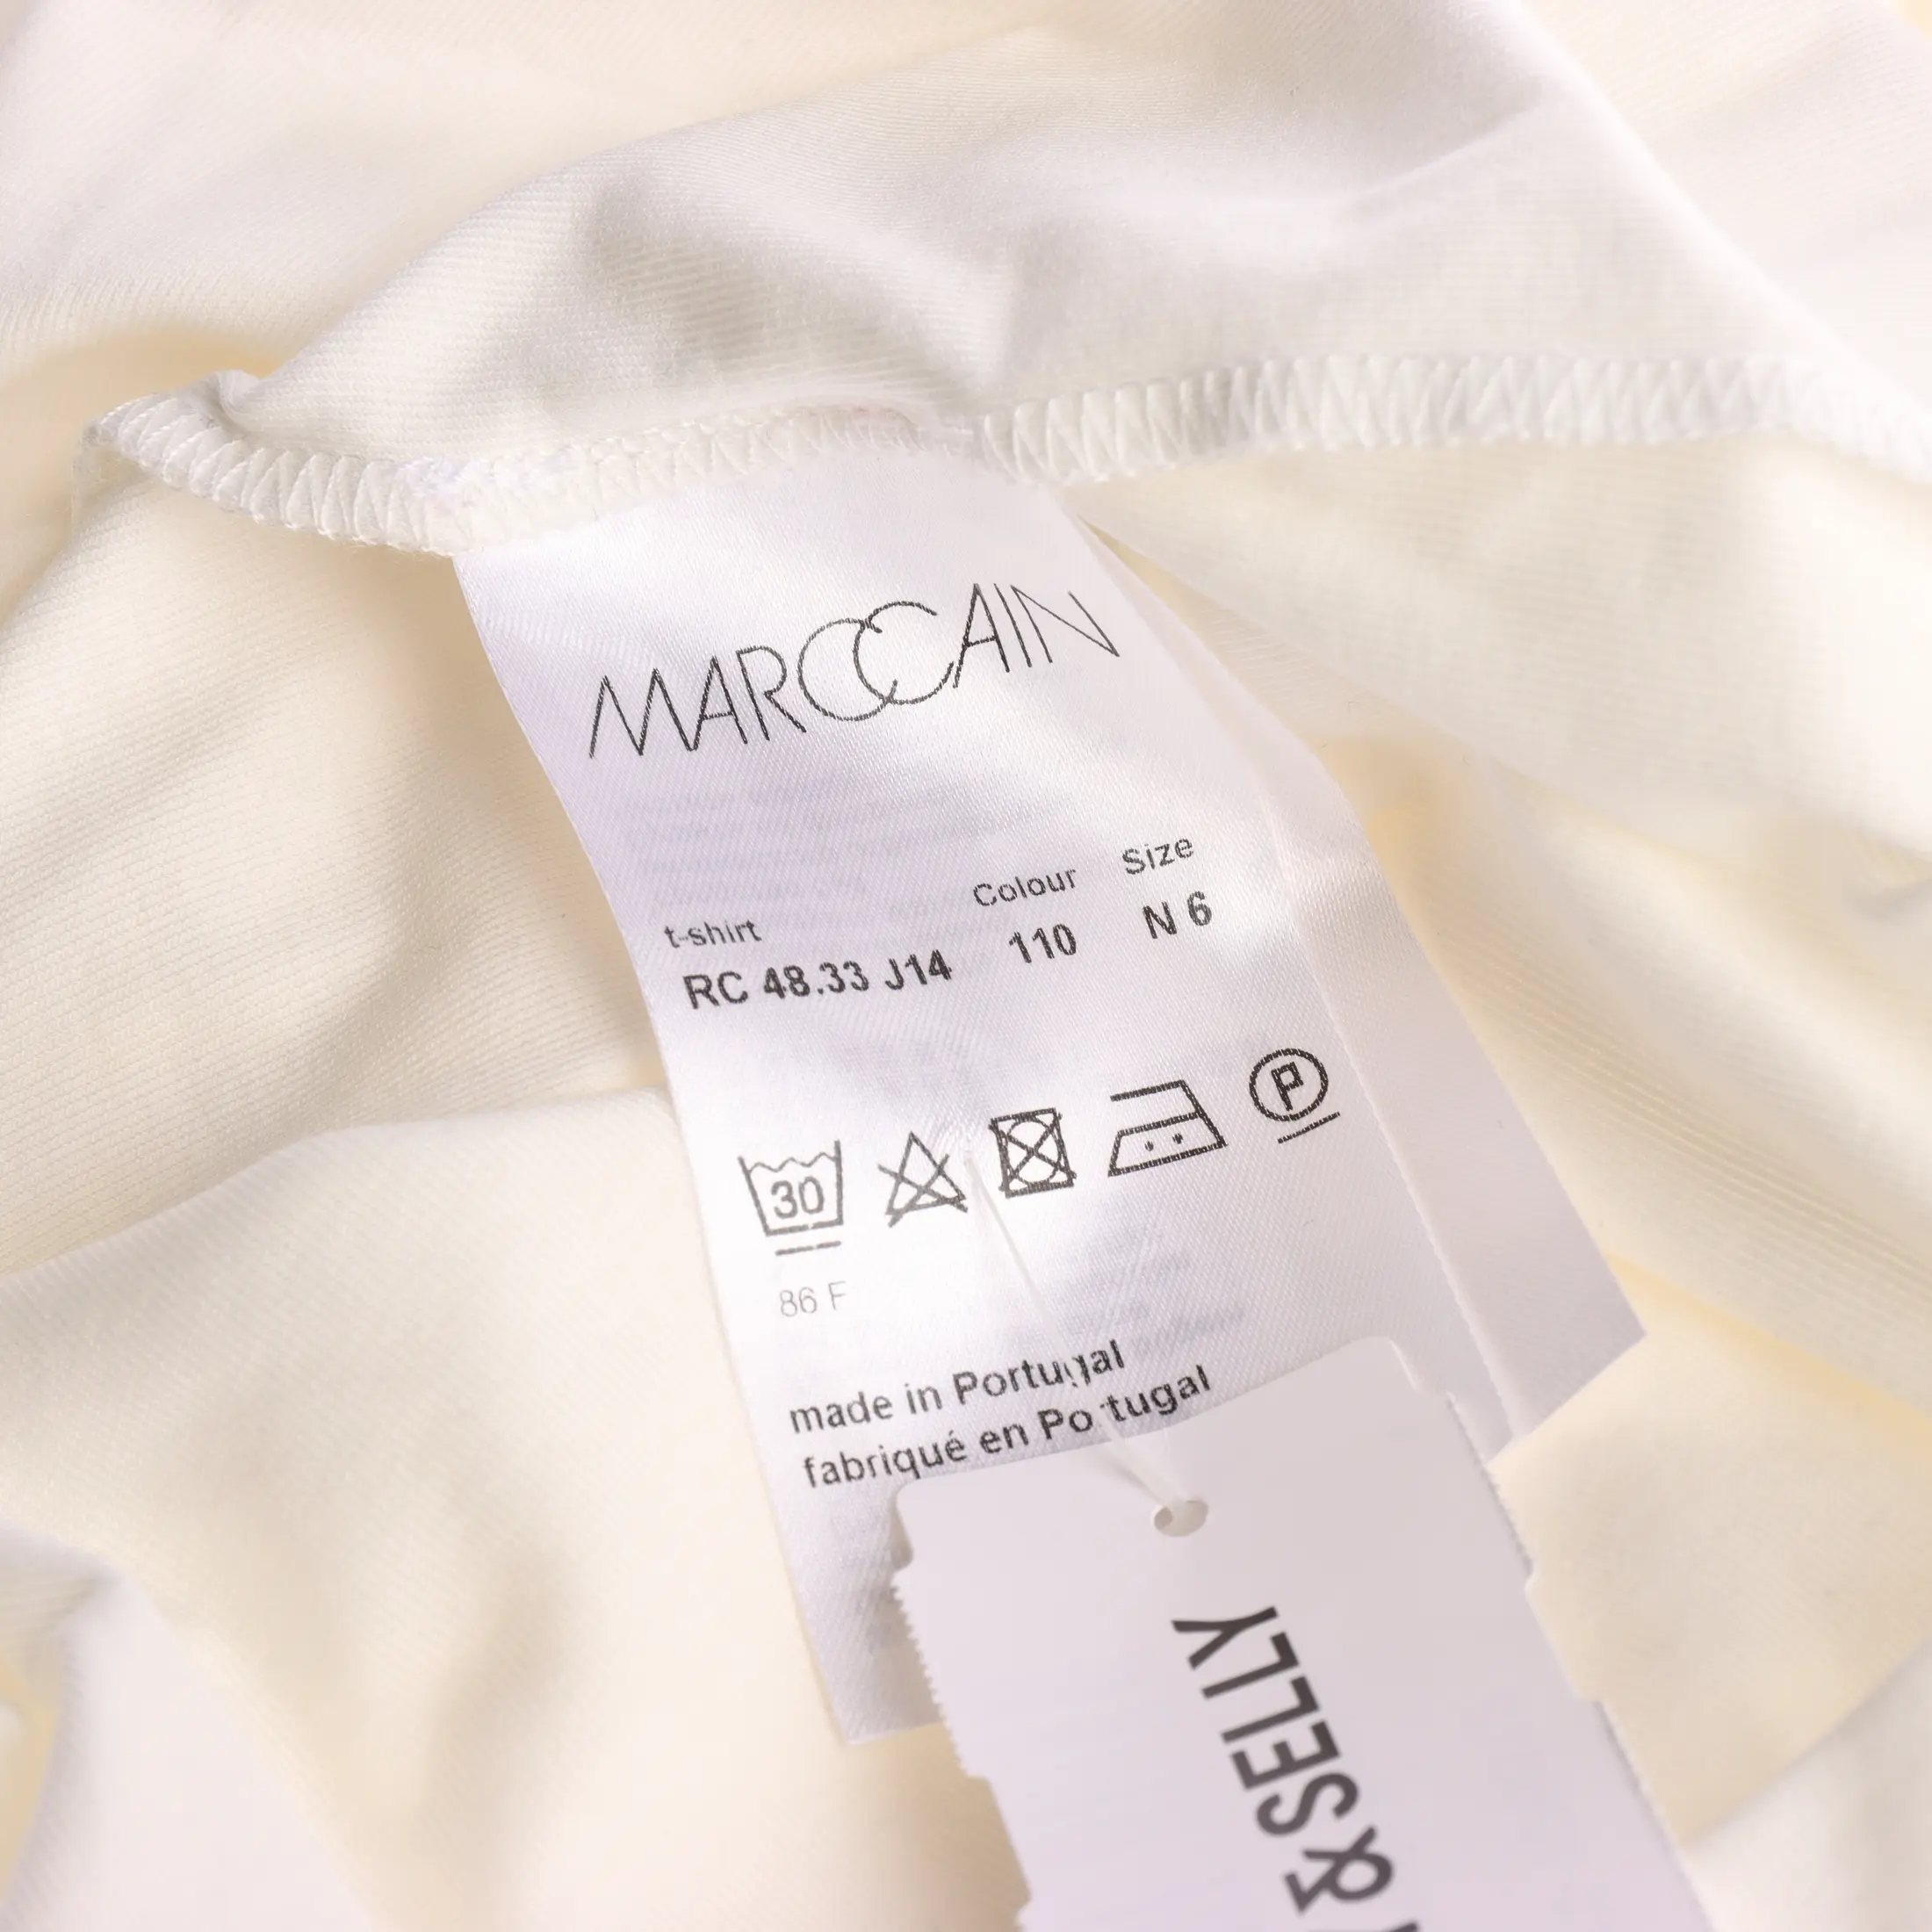 MARCCAIN
Colour Size
t-shirt
RC 48.33 J14 110 N 6
30
P
86 F
made in Portugal
fabriqué en Portugal
&SELLY